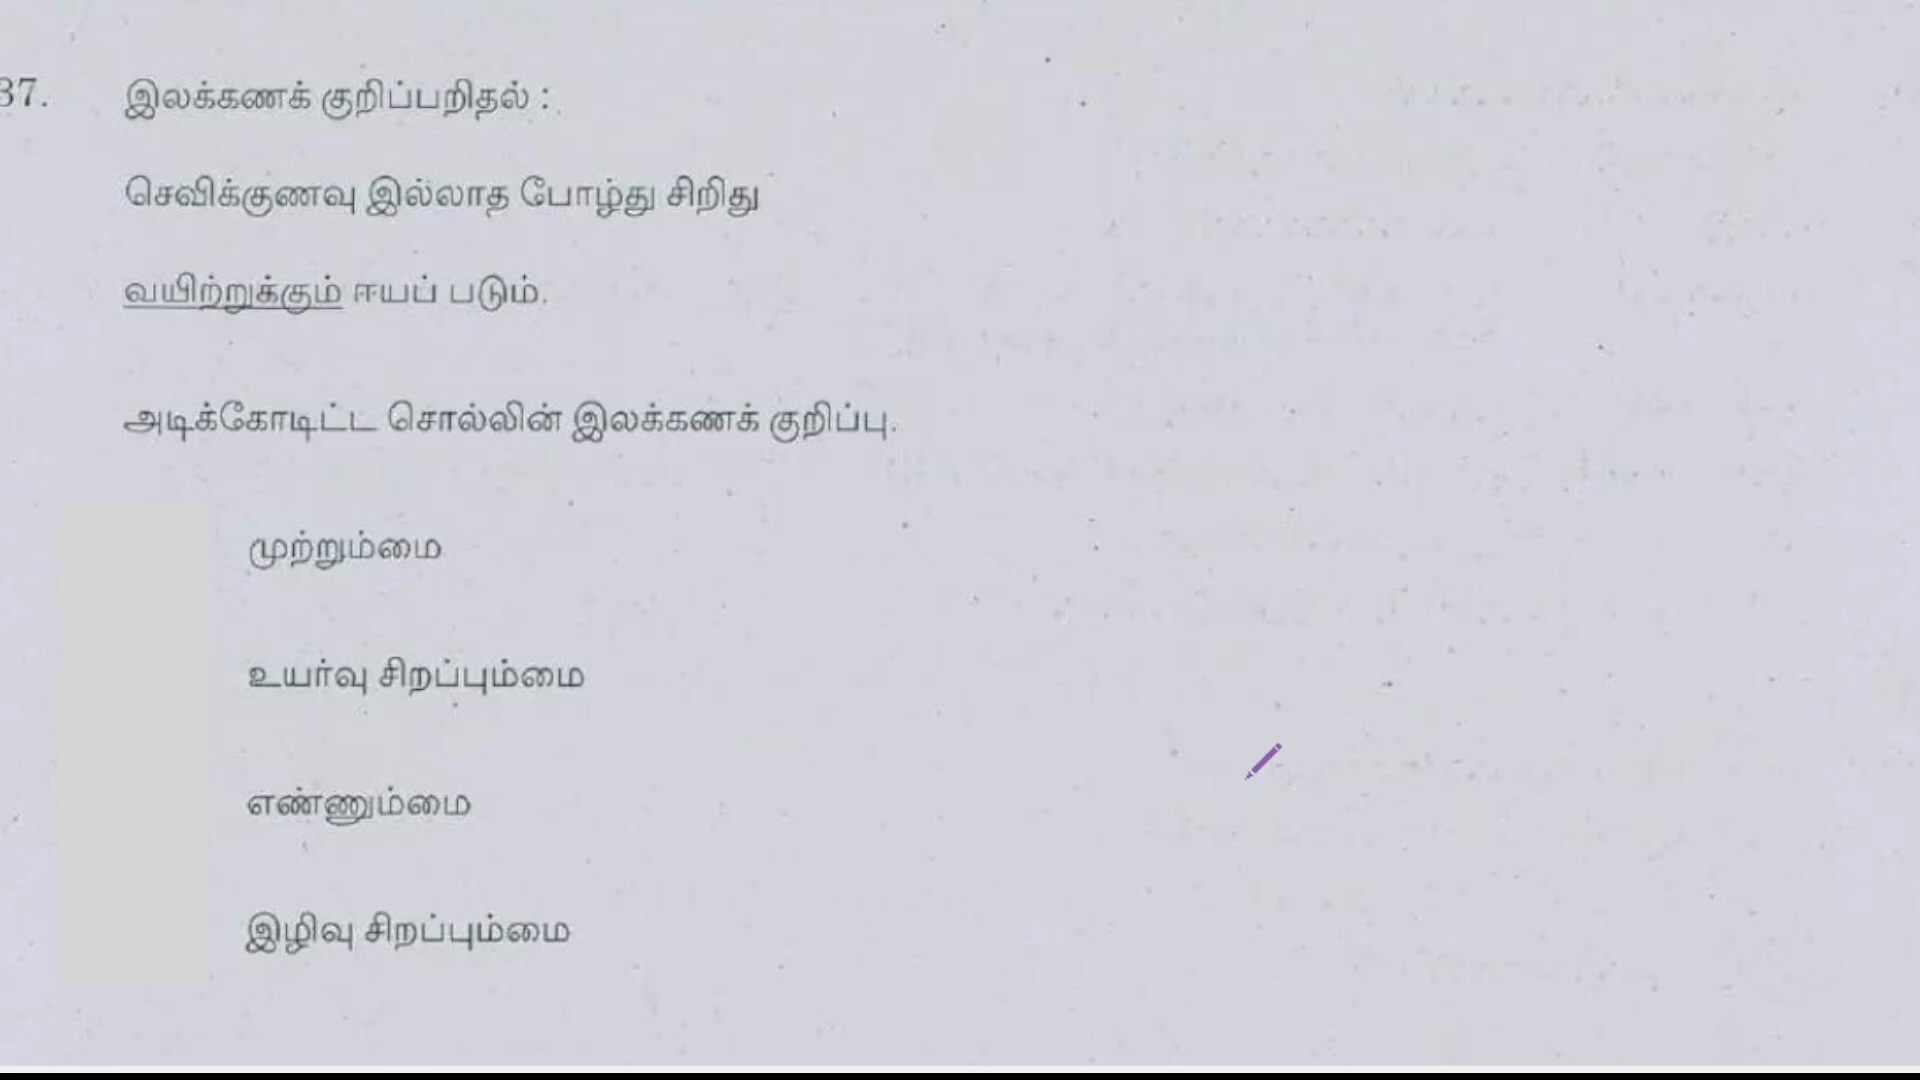 37. இலக்கணக் குறிப்பறிதல் :
செவிக்குணவு இல்லாத போழ்து சிறிது
வயிற்றுக்கும் ஈயப் படும்.
அடிக்கோடிட்ட சொல்லின் இலக்கணக் குறிப்பு.
முற்றும்மை
உயர்வு சிறப்பும்மை
எண்ணும்மை
இழிவு சிறப்பும்மை